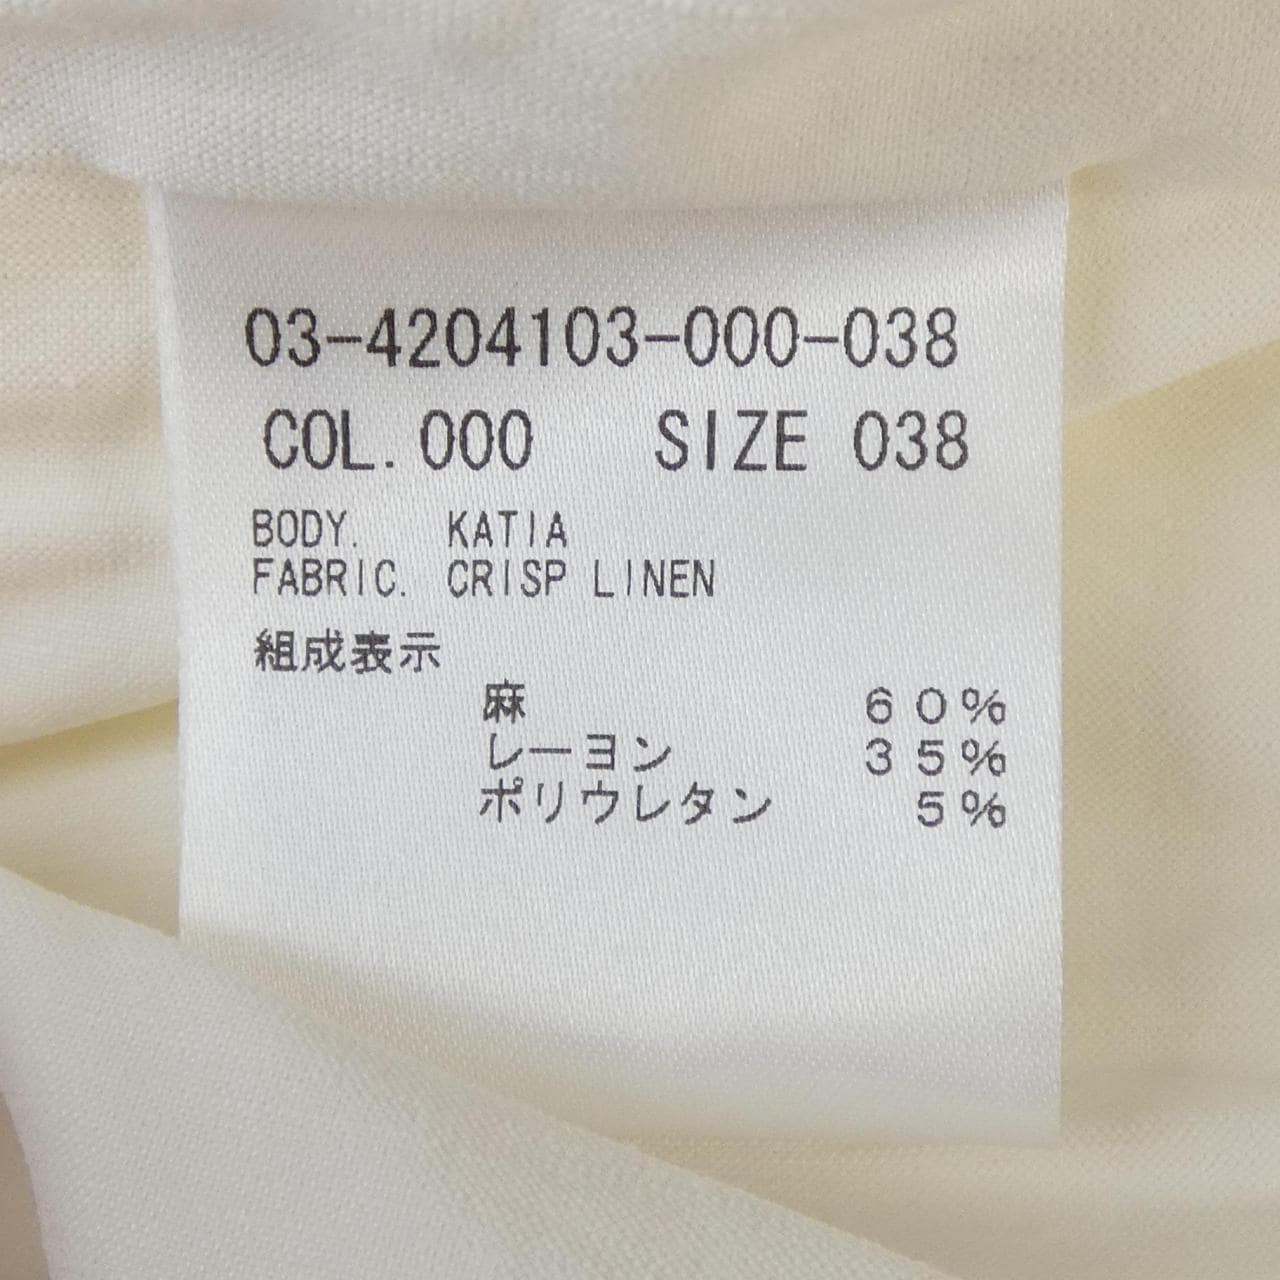 03-4204103-000-038
COL. 000 SIZE 038
BODY. KATIA
FABRIC. CRISP LINEN
組成表示
麻 60%
レーヨン 35%
ポリウレタン 5%